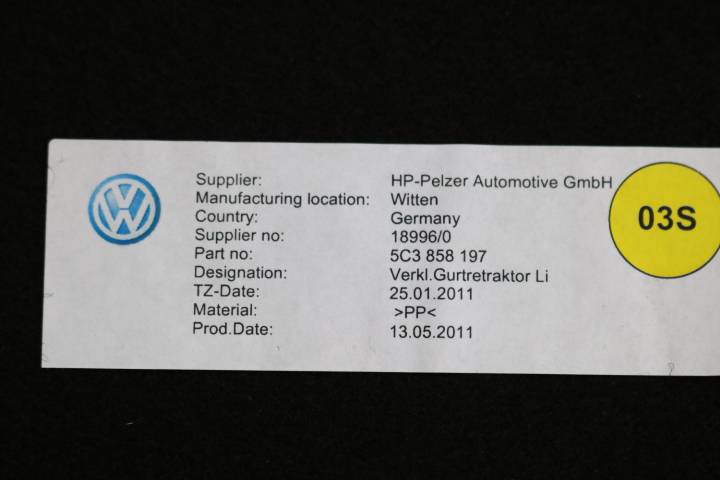 Supplier: HP-Pelzer Automotive GmbH
Manufacturing location: Witten
Country: Germany
Supplier no: 18996/0
Part no: 5C3 858 197
Designation: Verkl.Gurtretraktor Li
TZ-Date: 25.01.2011
Material: >PP<
Prod.Date: 13.05.2011
03S